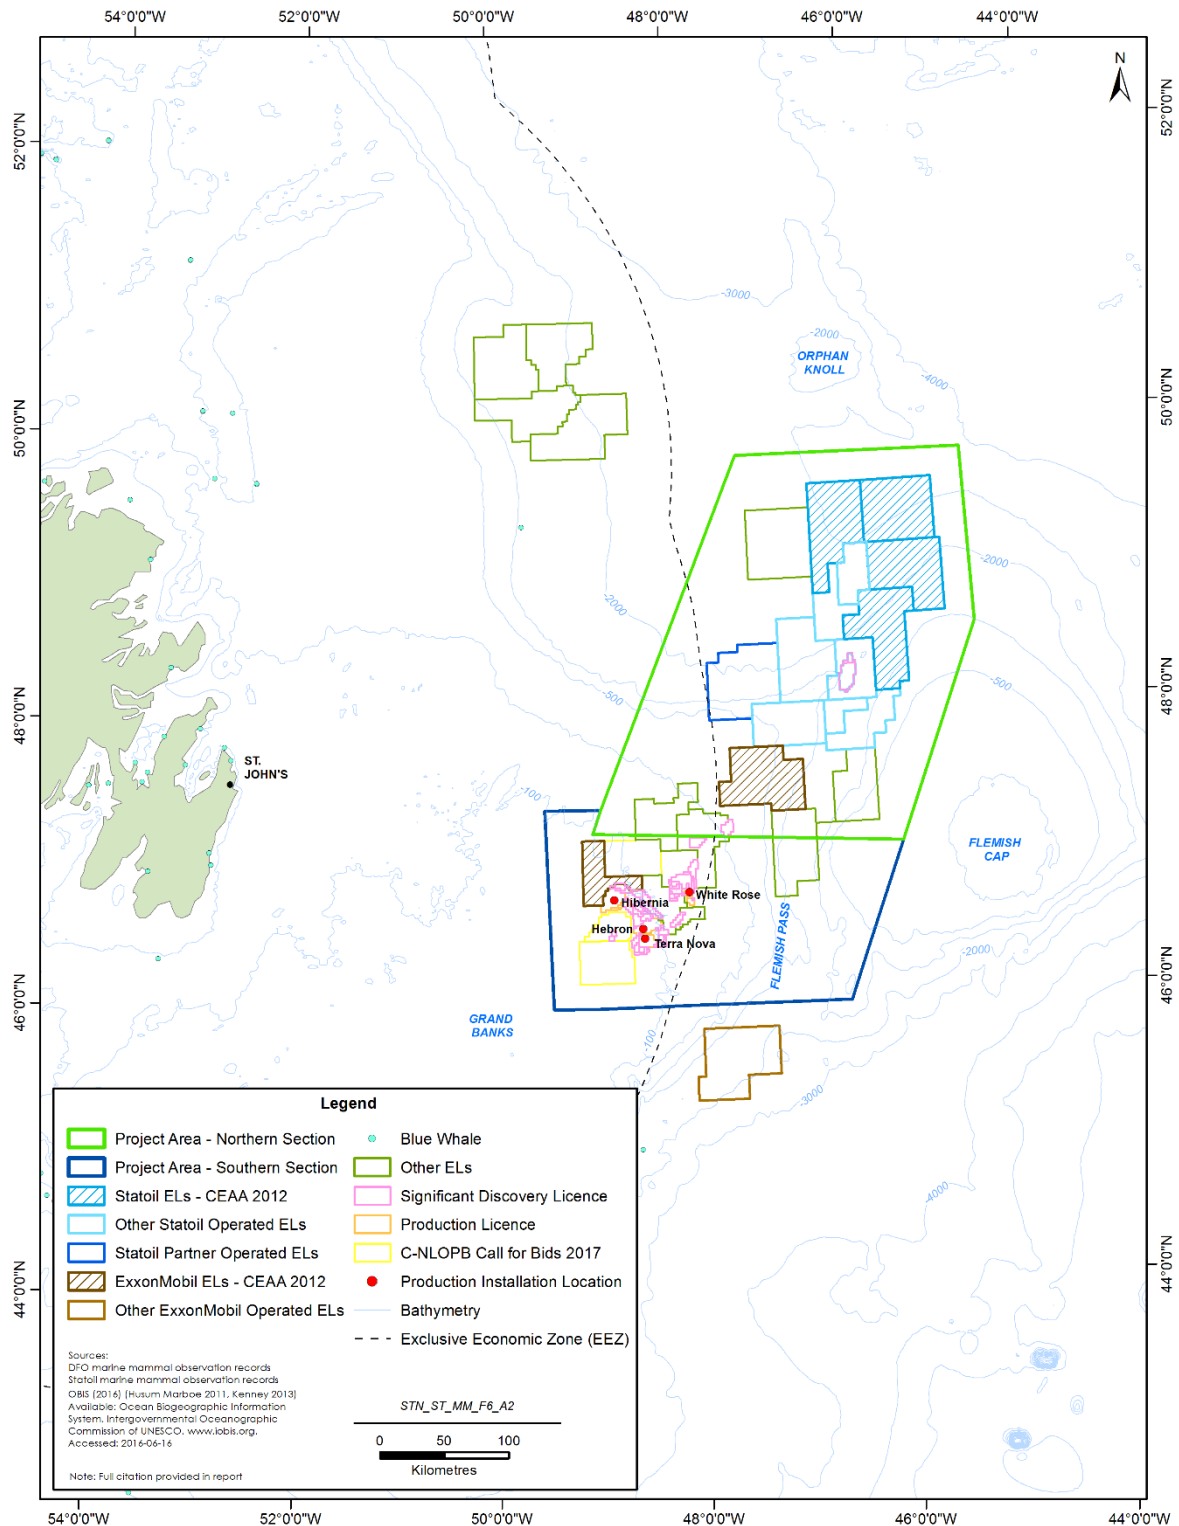 54°0'0"W 52°0'0"W 50°0'0"W 48°0'0"W 46°0'0"W 44°0'0"W
N
52°0'0"N
52°0'0"N
-3000
-2000
ORPHAN
KNOLL
-4000
50°0'0"N
50°0'0"N
-2000
-2000
-500
-500
48°0'0"N
48°0'0"N
ST.
JOHN'S
-100
FLEMISH
CAP
White Rose
Hibernia
Hebron
Terra Nova
FLEMISH PASS
-2000
46°0'0"N
46°0'0"N
GRAND
BANKS
-100
-3000
-4000
44°0'0"N
44°0'0"N
Legend
Project Area - Northern Section
Project Area - Southern Section
Statoil ELs - CEAA 2012
Other Statoil Operated ELs
Statoil Partner Operated ELs
ExxonMobil ELs - CEAA 2012
Other ExxonMobil Operated ELs
Blue Whale
Other ELs
Significant Discovery Licence
Production Licence
C-NLOPB Call for Bids 2017
Production Installation Location
Bathymetry
Exclusive Economic Zone (EEZ)
Sources:
DFO marine mammal observation records
Statoil marine mammal observation records
OBIS (2016) (Husum Marboe 2011, Kenney 2013)
Available: Ocean Biogeographic Information
System. Intergovernmental Oceanographic
Commission of UNESCO. www.iobis.org.
Accessed: 2016-06-16
Note: Full citation provided in report
STN_ST_MM_F6_A2
0 50 100
Kilometres
54°0'0"W 52°0'0"W 50°0'0"W 48°0'0"W 46°0'0"W 44°0'0"W